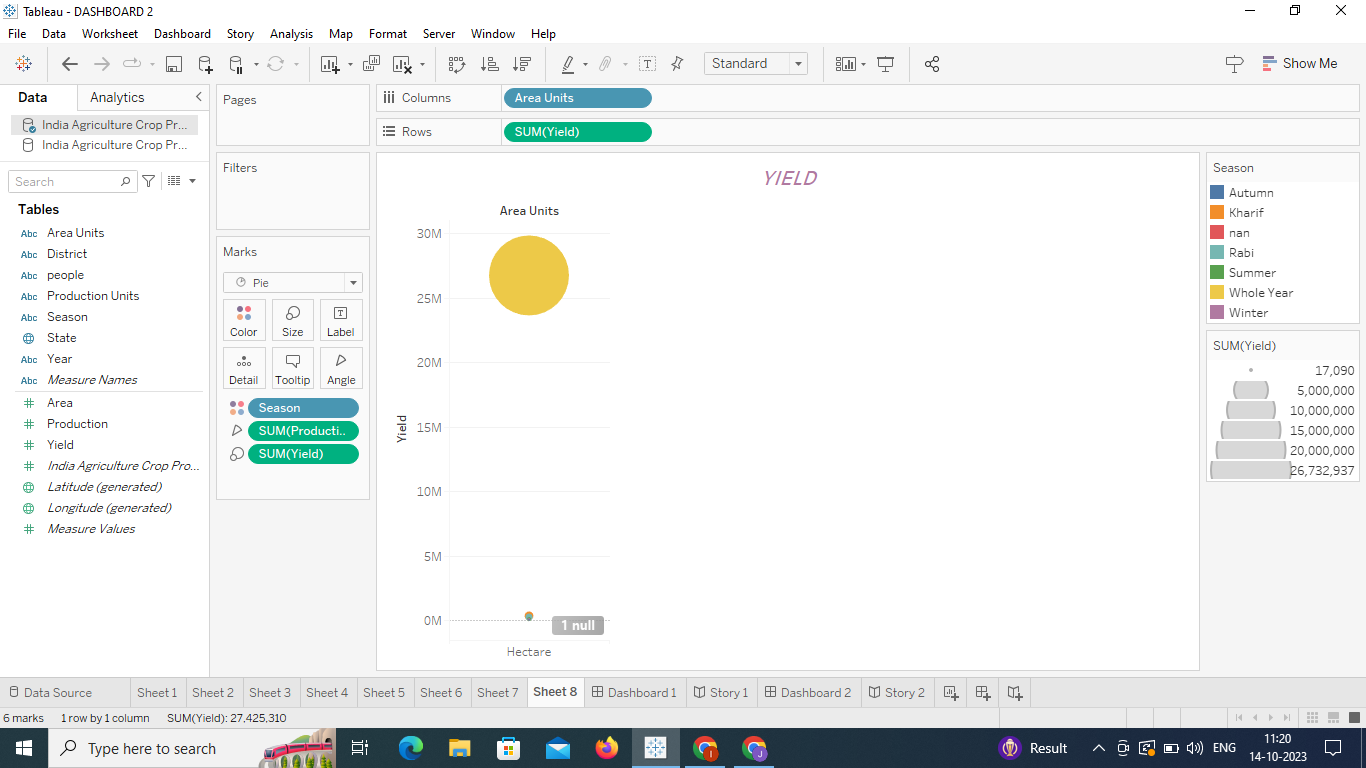 Tableau - DASHBOARD 2
File Data Worksheet Dashboard Story Analysis Map Format Server Window Help
Standard
Show Me
Data Analytics
India Agriculture Crop Pr...
India Agriculture Crop Pr...
Search
Tables
Abc Area Units
Abc District
Abc people
Abc Production Units
Abc Season
State
Abc Year
Abc Measure Names
Area
Production
Yield
India Agriculture Crop Pro...
Latitude (generated)
Longitude (generated)
Measure Values
Pages
Filters
Marks
Pie
Color Size Label
Detail Tooltip Angle
Season
SUM(Producti..
SUM(Yield)
Columns Area Units
Rows SUM(Yield)
YIELD
Area Units
30M
25M
20M
15M
10M
5M
0M
Yield
1 null
Hectare
Season
Autumn
Kharif
nan
Rabi
Summer
Whole Year
Winter
SUM(Yield)
17,090
5,000,000
10,000,000
15,000,000
20,000,000
26,732,937
Data Source Sheet 1 Sheet 2 Sheet 3 Sheet 4 Sheet 5 Sheet 6 Sheet 7 Sheet 8 Dashboard 1 Story 1 Dashboard 2 Story 2
6 marks 1 row by 1 column SUM(Yield): 27,425,310
Type here to search
Result
ENG
11:20
14-10-2023